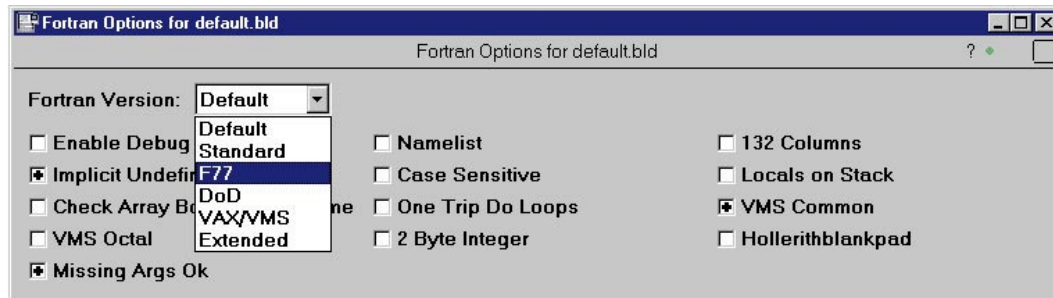 Fortran Options for default.bld
Fortran Options for default.bld ?
Fortran Version: Default
Default
Standard
F77
DoD
VAX/VMS
Extended
Enable Debug Namelist 132 Columns
Implicit Case Sensitive Locals on Stack
Check Array One Trip Do Loops VMS Common
VMS Octal 2 Byte Integer Hollerithblankpad
Missing Args Ok